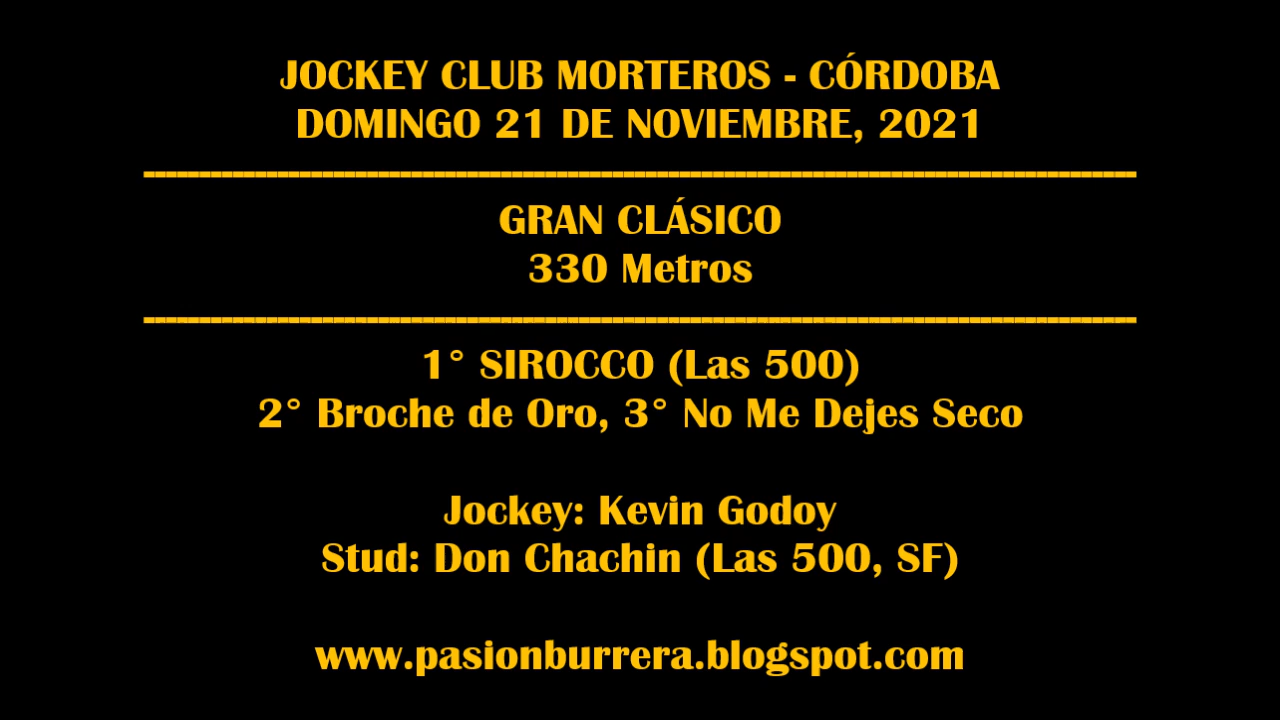 JOCKEY CLUB MORTEROS - CÓRDOBA
DOMINGO 21 DE NOVIEMBRE, 2021
GRAN CLÁSICO
330 Metros
1° SIROCCO (Las 500)
2° Broche de Oro, 3° No Me Dejes Seco
Jockey: Kevin Godoy
Stud: Don Chachin (Las 500, SF)
www.pasionburrera.blogspot.com